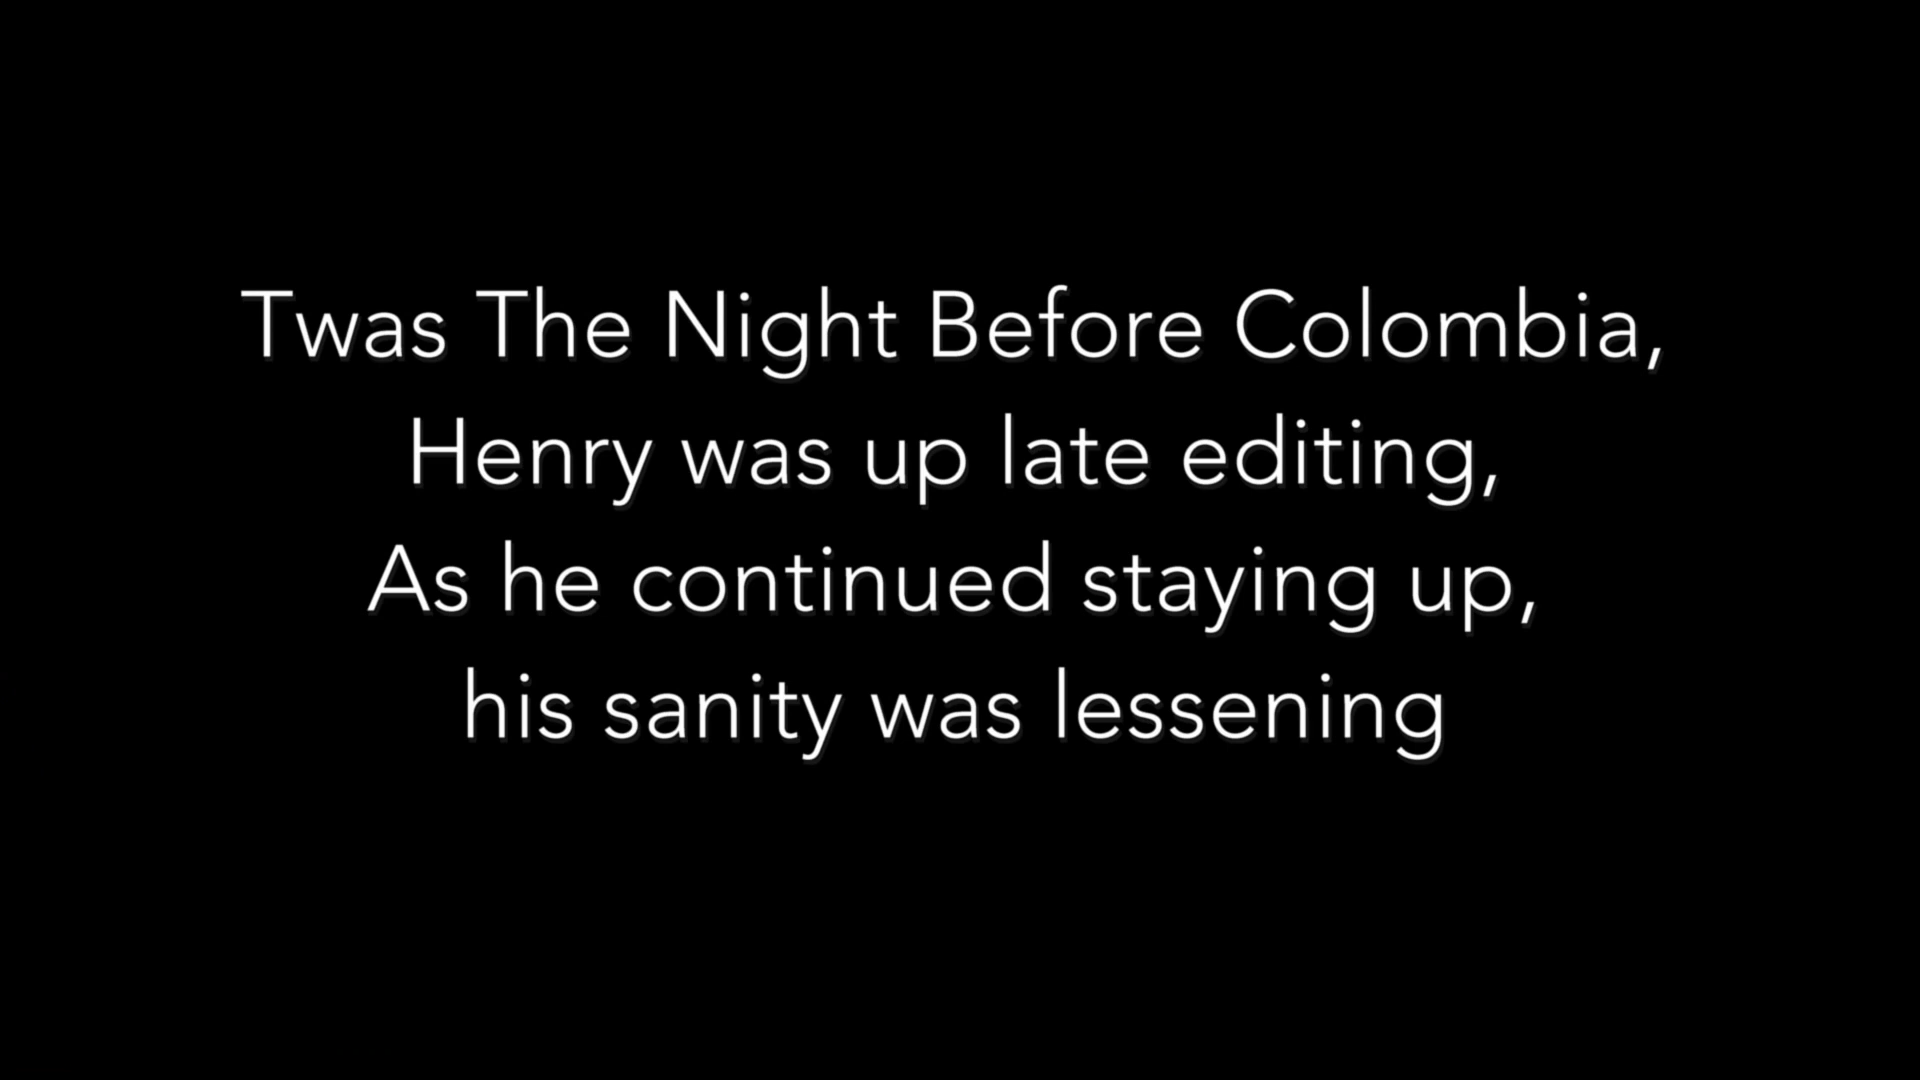 Twas The Night Before Colombia,
Henry was up late editing,
As he continued staying up,
his sanity was lessening